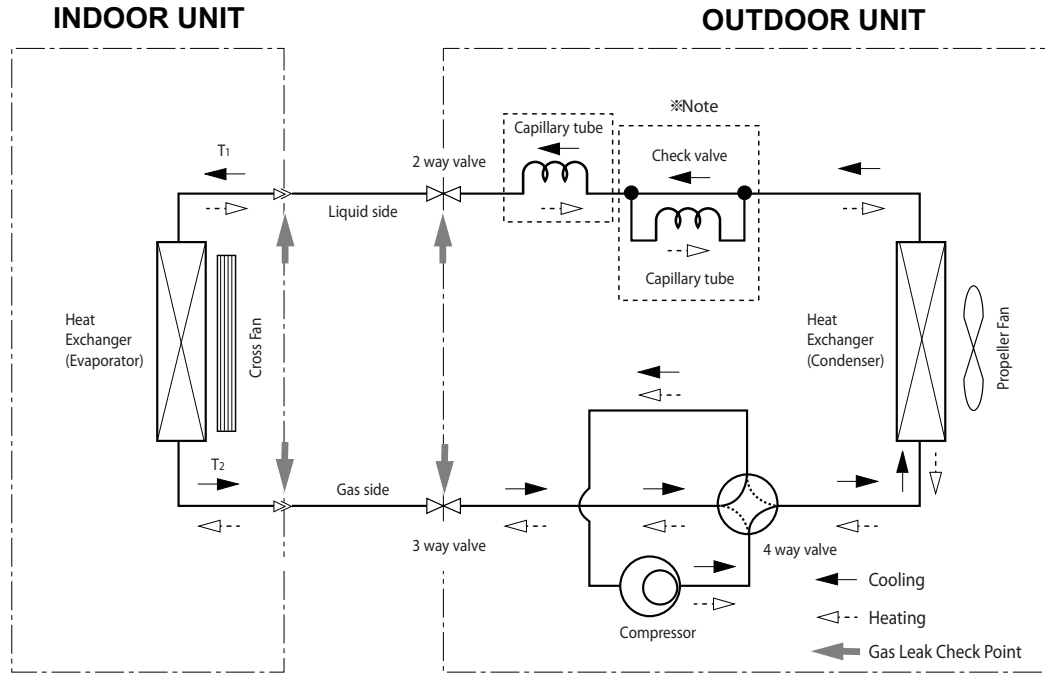 INDOOR UNIT
OUTDOOR UNIT
※Note
Capillary tube
Check valve
T1
2 way valve
Liquid side
Capillary tube
Heat
Exchanger
(Evaporator)
Cross Fan
Heat
Exchanger
(Condenser)
Propeller Fan
T2
Gas side
3 way valve
4 way valve
Compressor
Cooling
Heating
Gas Leak Check Point